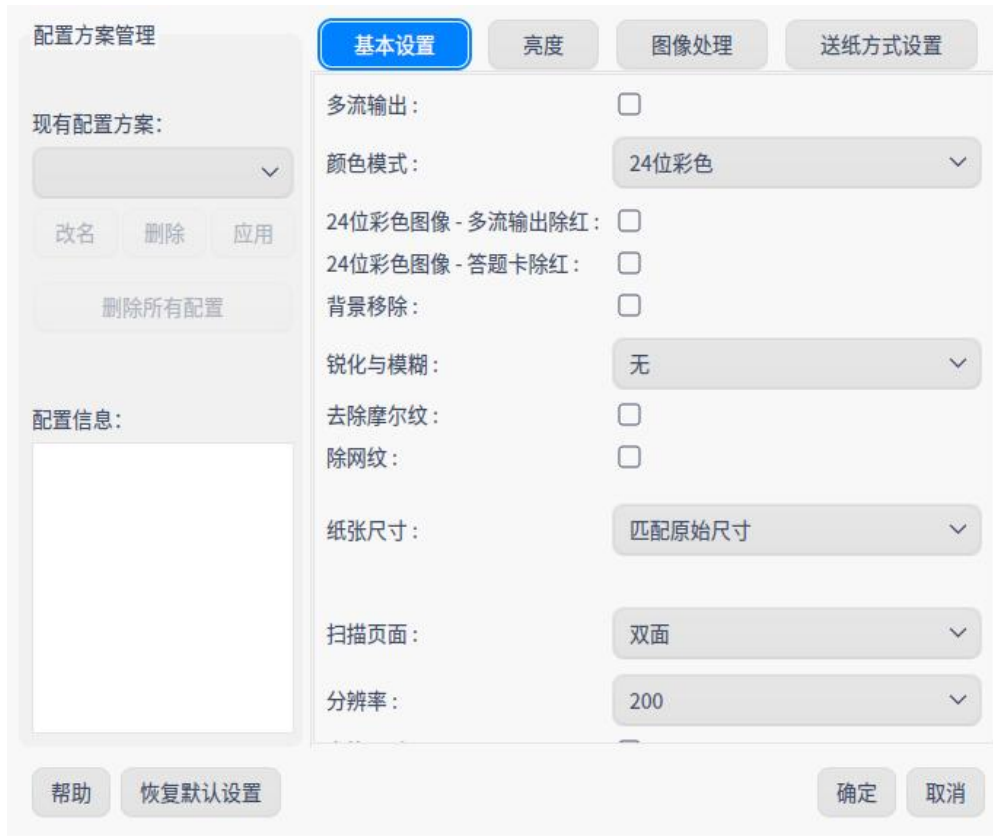 配置方案管理
现有配置方案：
改名 删除 应用
删除所有配置
配置信息：
基本设置 亮度 图像处理 送纸方式设置
多流输出：
颜色模式： 24位彩色
24位彩色图像 - 多流输出除红：
24位彩色图像 - 答题卡除红：
背景移除：
锐化与模糊： 无
去除摩尔纹：
除网纹：
纸张尺寸： 匹配原始尺寸
扫描页面： 双面
分辨率： 200
帮助 恢复默认设置 确定 取消